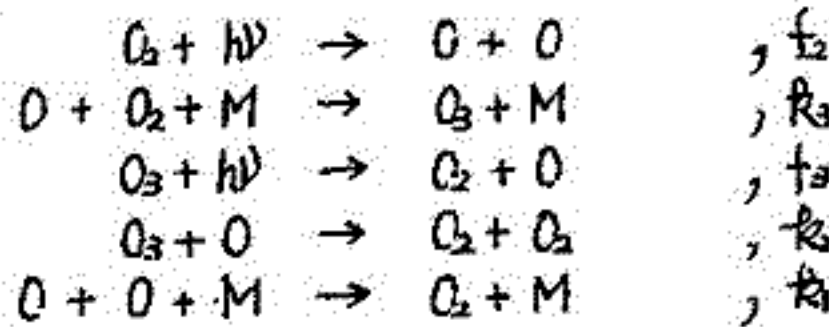 O₂ + hν → O + O , f₂
O + O₂ + M → O₃ + M , k₃
O₃ + hν → O₂ + O , f₃
O₃ + O → O₂ + O₂ , k₂
O + O + M → O₂ + M , k₁